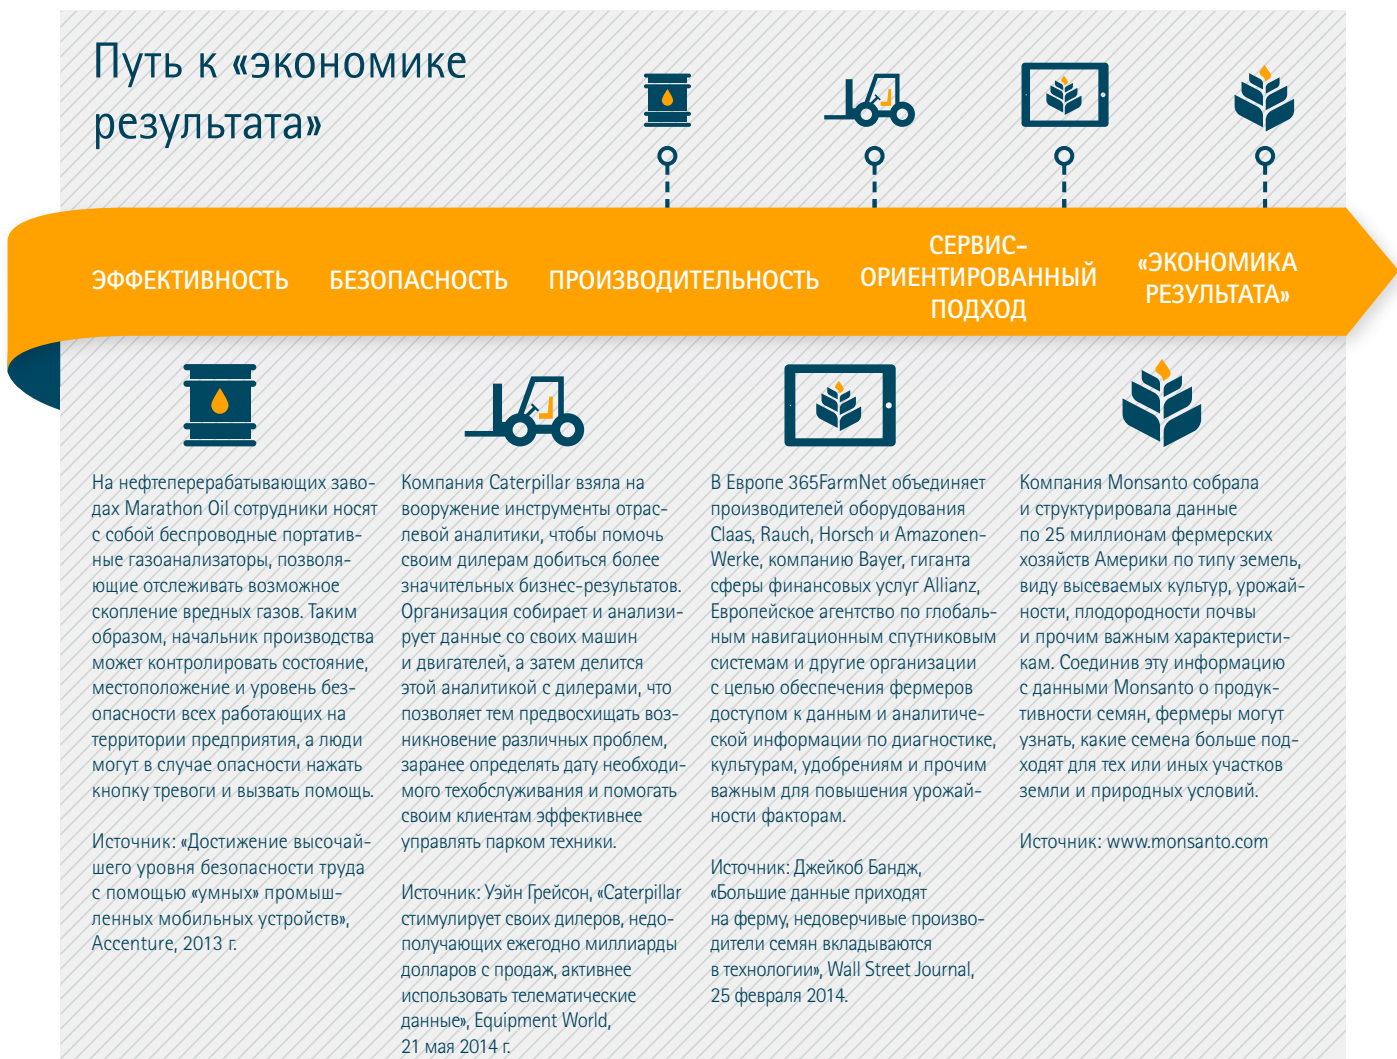 Путь к «экономике
результата»
ЭФФЕКТИВНОСТЬ
БЕЗОПАСНОСТЬ
ПРОИЗВОДИТЕЛЬНОСТЬ
СЕРВИС-
ОРИЕНТИРОВАННЫЙ
ПОДХОД
«ЭКОНОМИКА
РЕЗУЛЬТАТА»
На нефтеперерабатывающих заво-
дах Marathon Oil сотрудники носят
с собой беспроводные портатив-
ные газоанализаторы, позволя-
ющие отслеживать возможное
скопление вредных газов. Таким
образом, начальник производства
может контролировать состояние,
местоположение и уровень без-
опасности всех работающих на
территории предприятия, а люди
могут в случае опасности нажать
кнопку тревоги и вызвать помощь.
Источник: «Достижение высочай-
шего уровня безопасности труда
с помощью «умных» промыш-
ленных мобильных устройств»,
Accenture, 2013 г.
Компания Caterpillar взяла на
вооружение инструменты отрас-
левой аналитики, чтобы помочь
своим дилерам добиться более
значительных бизнес-результатов.
Организация собирает и анализи-
рует данные со своих машин
и двигателей, а затем делится
этой аналитикой с дилерами, что
позволяет тем предвосхищать воз-
никновение различных проблем,
заранее определять дату необходи-
мого техобслуживания и помогать
своим клиентам эффективнее
управлять парком техники.
Источник: Уэйн Грейсон, «Caterpillar
стимулирует своих дилеров, недо-
получающих ежегодно миллиарды
долларов с продаж, активнее
использовать телематические
данные», Equipment World,
21 мая 2014 г.
В Европе 365FarmNet объединяет
производителей оборудования
Claas, Rauch, Horsch и Amazonen-
Werke, компанию Bayer, гиганта
сферы финансовых услуг Allianz,
Европейское агентство по глобаль-
ным навигационным спутниковым
системам и другие организации
с целью обеспечения фермеров
доступом к данным и аналитиче-
ской информации по диагностике,
культурам, удобрениям и прочим
важным для повышения урожай-
ности факторам.
Источник: Джейкоб Бандж,
«Большие данные приходят
на ферму, недоверчивые произво-
дители семян вкладываются
в технологии», Wall Street Journal,
25 февраля 2014.
Компания Monsanto собрала
и структурировала данные
по 25 миллионам фермерских
хозяйств Америки по типу земель,
виду высеваемых культур, урожай-
ности, плодородности почвы
и прочим важным характеристи-
кам. Соединив эту информацию
с данными Monsanto о продук-
тивности семян, фермеры могут
узнать, какие семена больше под-
ходят для тех или иных участков
земли и природных условий.
Источник: www.monsanto.com